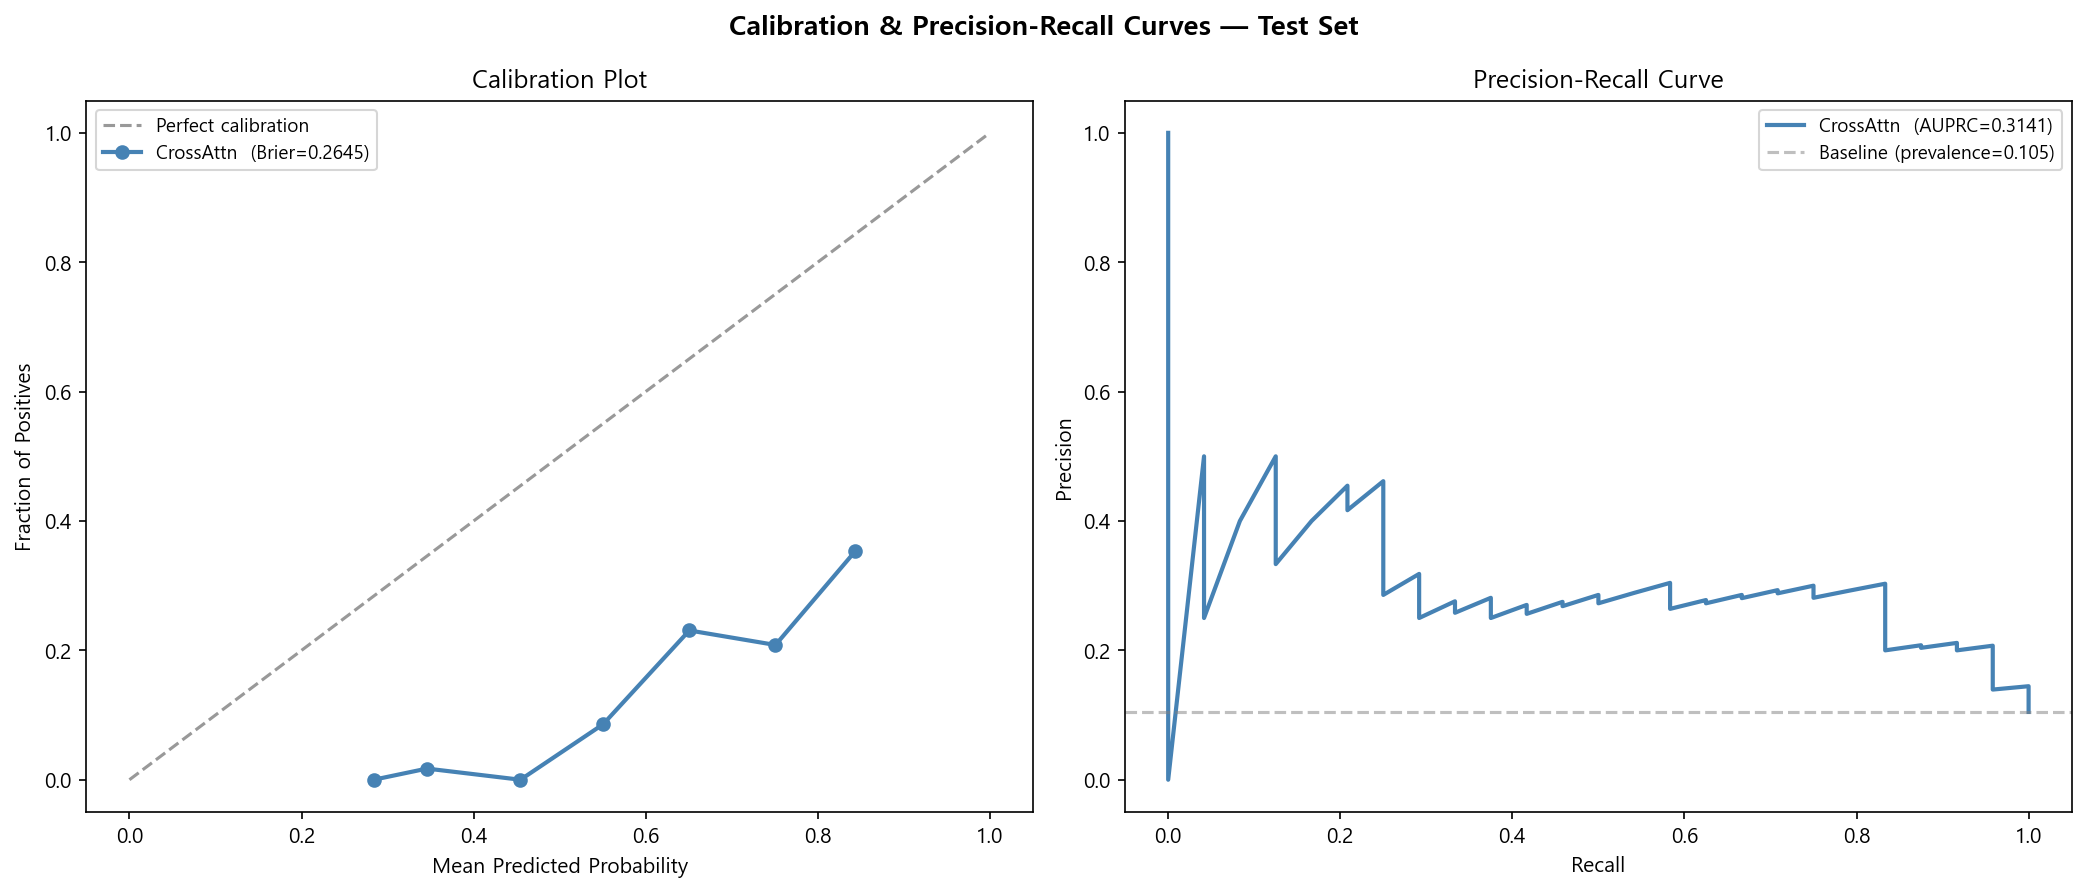 Calibration & Precision-Recall Curves — Test Set
Calibration Plot
Perfect calibration
CrossAttn (Brier=0.2645)
1.0
0.8
0.6
0.4
0.2
0.0
Fraction of Positives
0.0 0.2 0.4 0.6 0.8 1.0
Mean Predicted Probability
Precision-Recall Curve
CrossAttn (AUPRC=0.3141)
Baseline (prevalence=0.105)
1.0
0.8
0.6
0.4
0.2
0.0
Precision
0.0 0.2 0.4 0.6 0.8 1.0
Recall